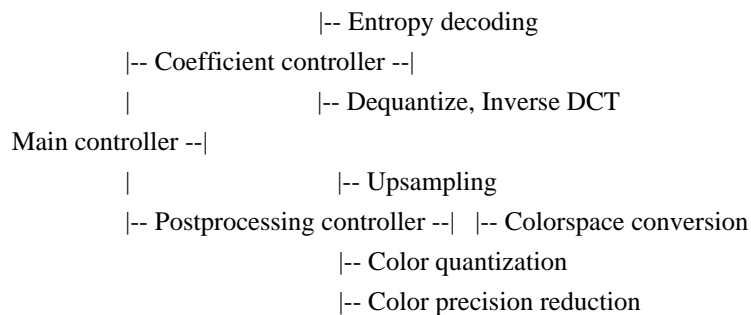 |-- Entropy decoding
|-- Coefficient controller --|
| |-- Dequantize, Inverse DCT
Main controller --|
| |-- Upsampling
|-- Postprocessing controller --| |-- Colorspace conversion
|-- Color quantization
|-- Color precision reduction